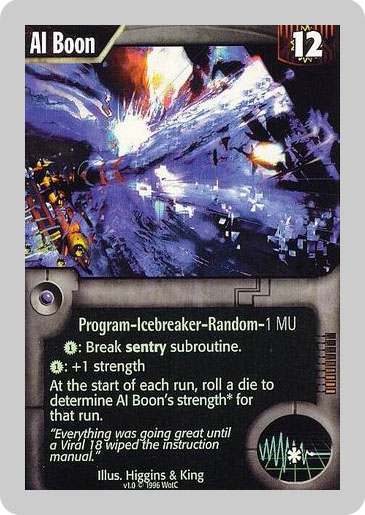 AI Boon
12
Program-Icebreaker-Random-1 MU
1: Break sentry subroutine.
1: +1 strength
At the start of each run, roll a die to
determine AI Boon's strength* for
that run.
"Everything was going great until
a Viral 18 wiped the instruction
manual."
*
Illus. Higgins & King
v1.0 © 1996 WotC